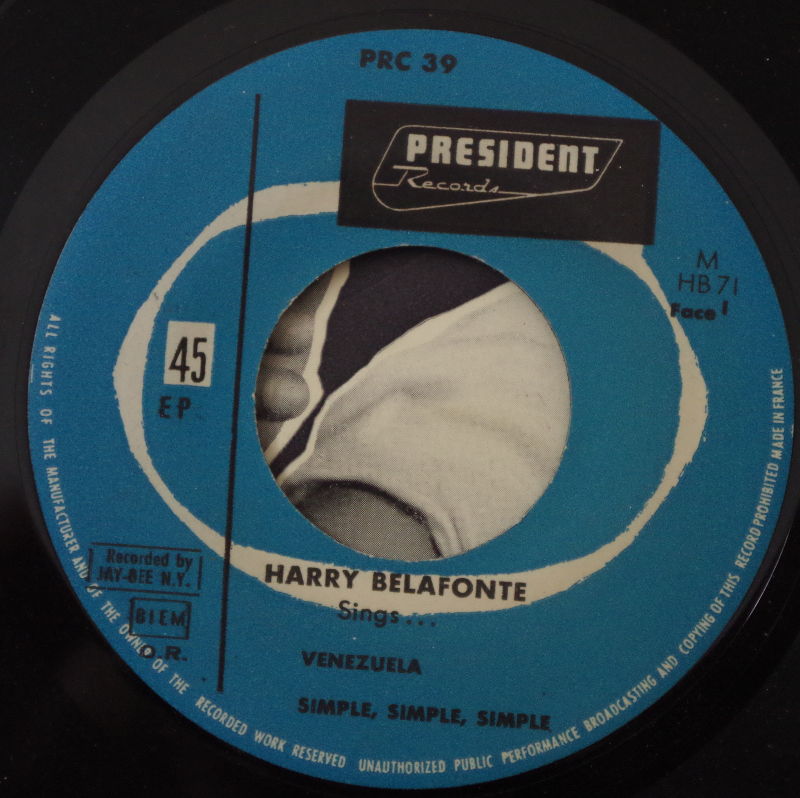 PRC 39
PRESIDENT
Records
M
HB 71
Face 1
45
EP
Recorded by
JAY-BEE N.Y.
BIEM
D.R.
HARRY BELAFONTE
Sings...
VENEZUELA
SIMPLE, SIMPLE, SIMPLE
ALL RIGHTS OF THE MANUFACTURER AND OF THE OWNER OF THE RECORDED WORK RESERVED UNAUTHORIZED PUBLIC PERFORMANCE BROADCASTING AND COPYING OF THIS RECORD PROHIBITED MADE IN FRANCE